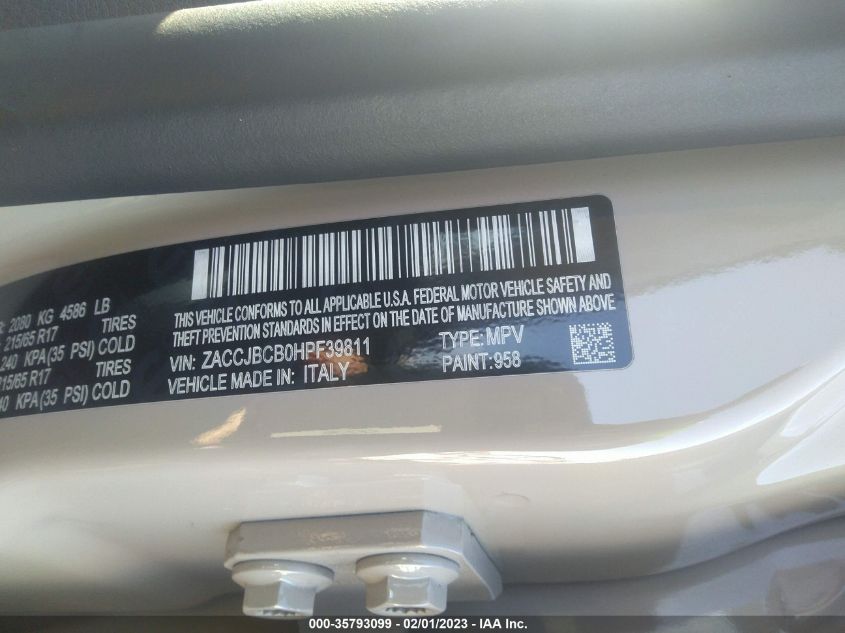 THIS VEHICLE CONFORMS TO ALL APPLICABLE U.S.A. FEDERAL MOTOR VEHICLE SAFETY AND
THEFT PREVENTION STANDARDS IN EFFECT ON THE DATE OF MANUFACTURE SHOWN ABOVE
VIN: ZACCJBCB0HPF39811 TYPE: MPV
VEHICLE MADE IN: ITALY PAINT: 958
: 2080 KG 4586 LB
215/65 R17 TIRES
240 KPA(35 PSI) COLD
215/65 R17 TIRES
40 KPA(35 PSI) COLD
000-35793099 — 02/01/2023 — IAA Inc.